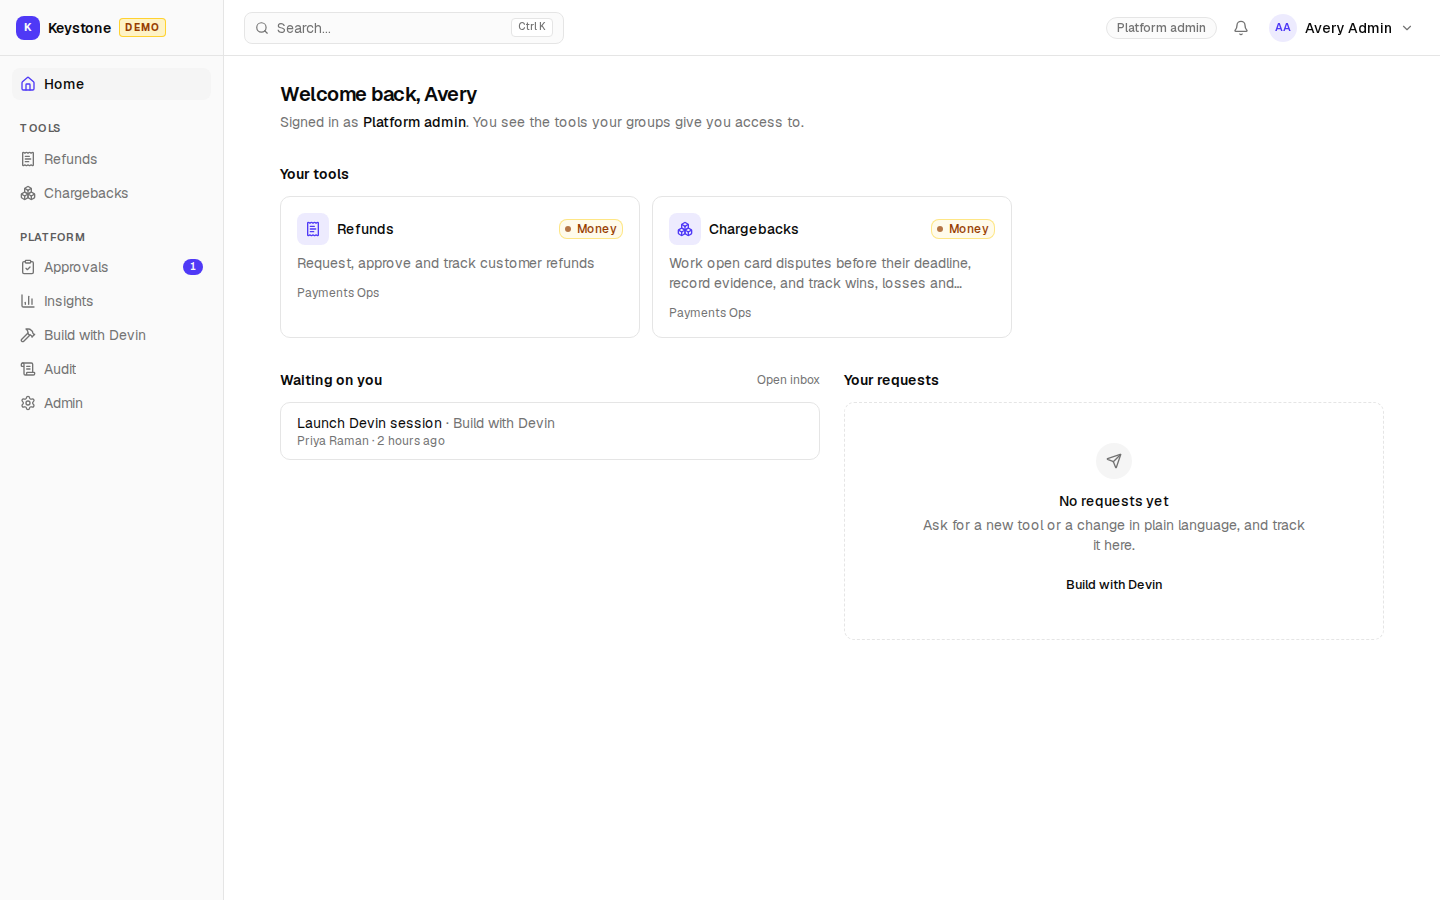 K Keystone DEMO
Search...
Ctrl K
Platform admin
AA Avery Admin
Home
TOOLS
Refunds
Chargebacks
PLATFORM
Approvals 1
Insights
Build with Devin
Audit
Admin
Welcome back, Avery
Signed in as Platform admin. You see the tools your groups give you access to.
Your tools
Refunds Money
Request, approve and track customer refunds
Payments Ops
Chargebacks Money
Work open card disputes before their deadline,
record evidence, and track wins, losses and...
Payments Ops
Waiting on you Open inbox
Launch Devin session · Build with Devin
Priya Raman · 2 hours ago
Your requests
No requests yet
Ask for a new tool or a change in plain language, and track
it here.
Build with Devin